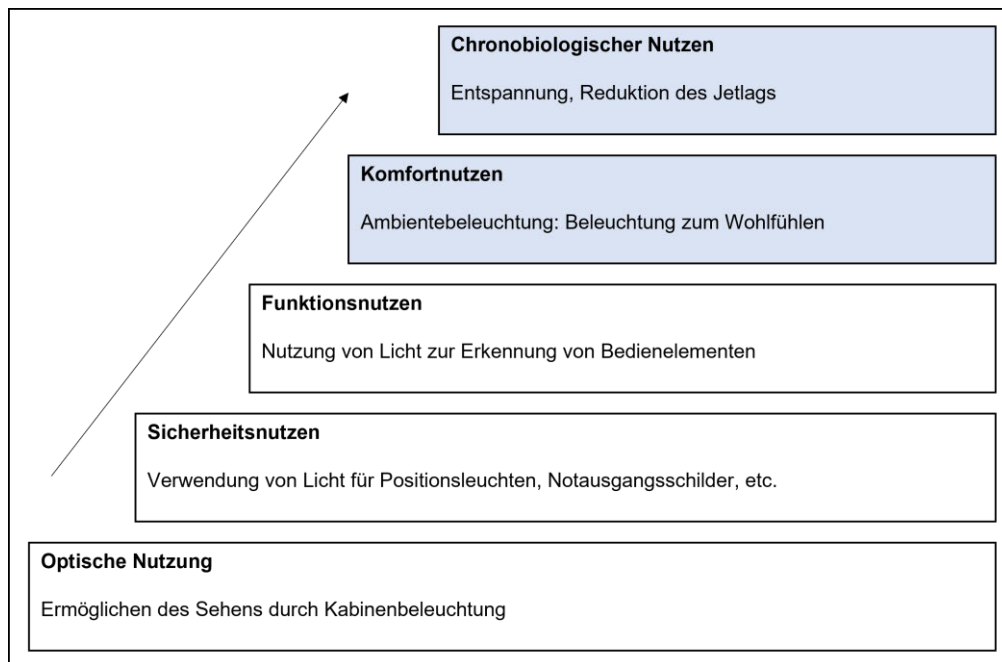 Chronobiologischer Nutzen
Entspannung, Reduktion des Jetlags
Komfortnutzen
Ambientebeleuchtung: Beleuchtung zum Wohlfühlen
Funktionsnutzen
Nutzung von Licht zur Erkennung von Bedienelementen
Sicherheitsnutzen
Verwendung von Licht für Positionsleuchten, Notausgangsschilder, etc.
Optische Nutzung
Ermöglichen des Sehens durch Kabinenbeleuchtung